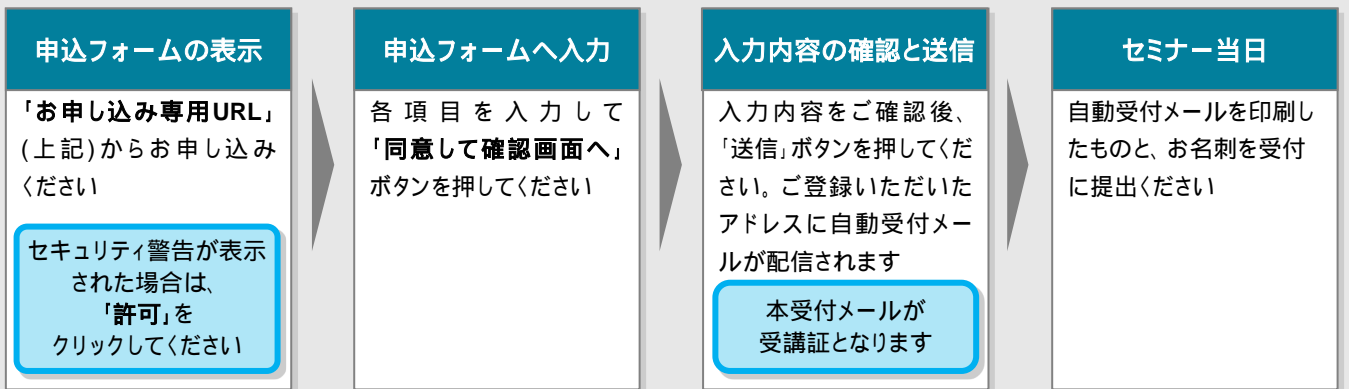 申込フォームの表示
「お申し込み専用URL」
(上記)からお申し込み
ください
セキュリティ警告が表示
された場合は、
「許可」を
クリックしてください
申込フォームへ入力
各項目を入力して
「同意して確認画面へ」
ボタンを押してください
入力内容の確認と送信
入力内容をご確認後、
「送信」ボタンを押してくだ
さい。ご登録いただいた
アドレスに自動受付メー
ルが配信されます
本受付メールが
受講証となります
セミナー当日
自動受付メールを印刷し
たものと、お名刺を受付
に提出ください